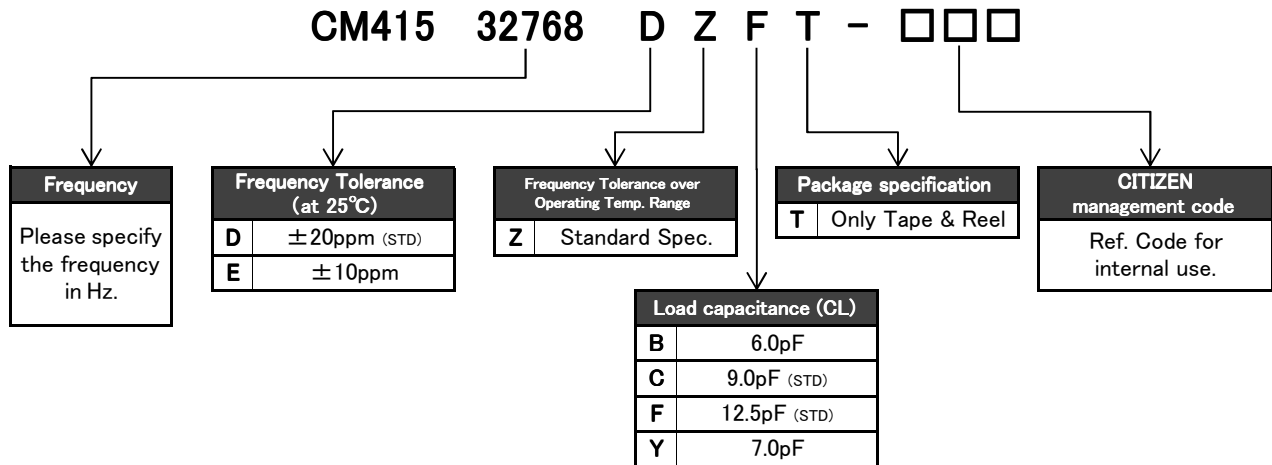 CM415 32768 D Z F T - □□□
Frequency
Please specify
the frequency
in Hz.
Frequency Tolerance
(at 25℃)
D ±20ppm (STD)
E ±10ppm
Frequency Tolerance over
Operating Temp. Range
Z Standard Spec.
Package specification
T Only Tape & Reel
CITIZEN
management code
Ref. Code for
internal use.
Load capacitance (CL)
B 6.0pF
C 9.0pF (STD)
F 12.5pF (STD)
Y 7.0pF